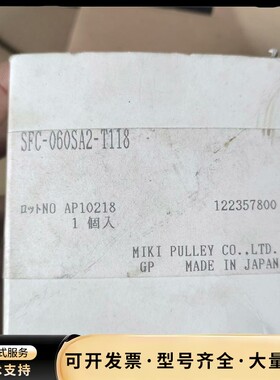 SFC-060SA2-T118
ロットNO AP10218
122357800
1 個入
MIKI PULLEY CO.,LTD.
GP MADE IN JAPAN
式服务
支持
可开发票·型号齐全·大量